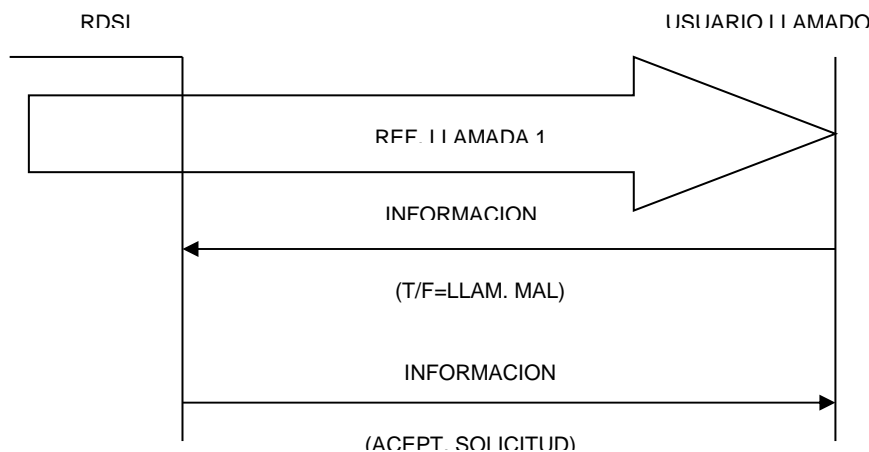 RDSI
USUARIO LLAMADO
REF. LLAMADA 1
INFORMACION
(T/F=LLAM. MAL)
INFORMACION
(ACEPT. SOLICITUD)